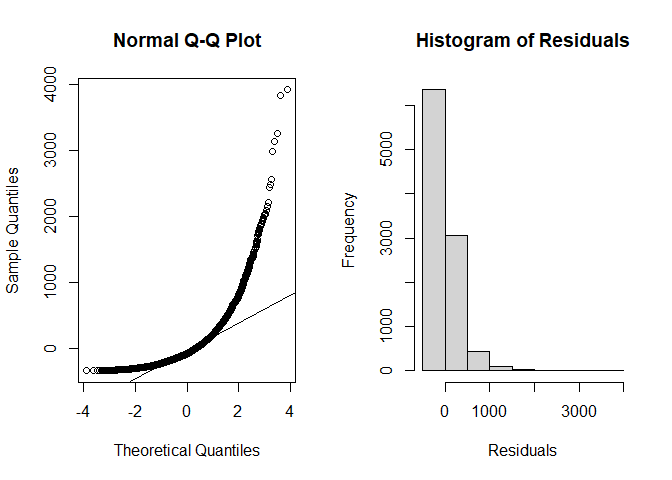 Normal Q-Q Plot
Sample Quantiles
4000
3000
2000
1000
0
-4
-2
0
2
4
Theoretical Quantiles
Histogram of Residuals
Frequency
5000
3000
1000
0
0
1000
3000
Residuals